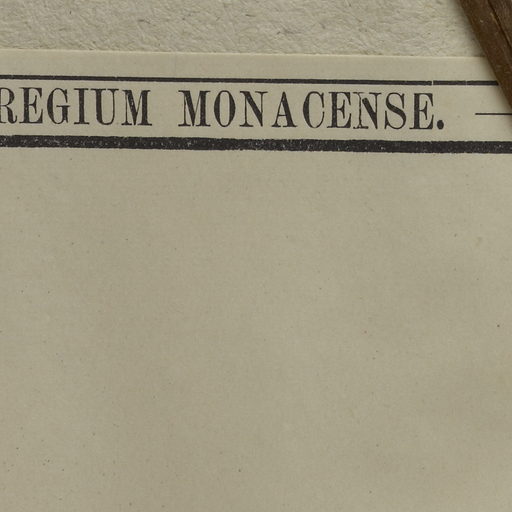 REGIUM MONACENSE. —